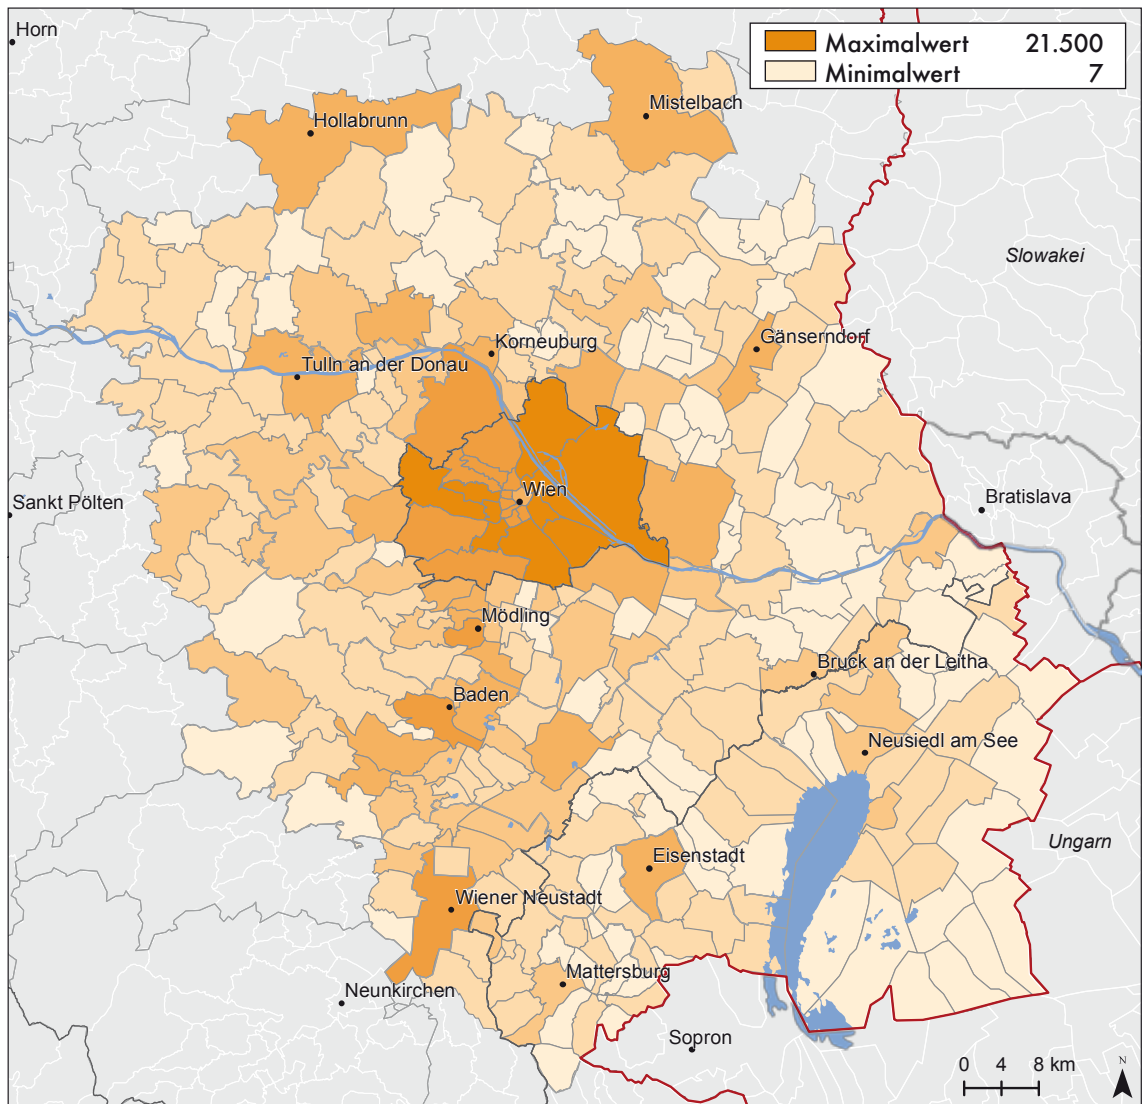 Horn
Maximalwert 21.500
Minimalwert 7
Mistelbach
Hollabrunn
Slowakei
Korneuburg
Gänserndorf
Tulln an der Donau
Wien
Bratislava
Sankt Pölten
Mödling
Bruck an der Leitha
Baden
Neusiedl am See
Ungarn
Eisenstadt
Wiener Neustadt
Mattersburg
Neunkirchen
Sopron
0 4 8 km
N